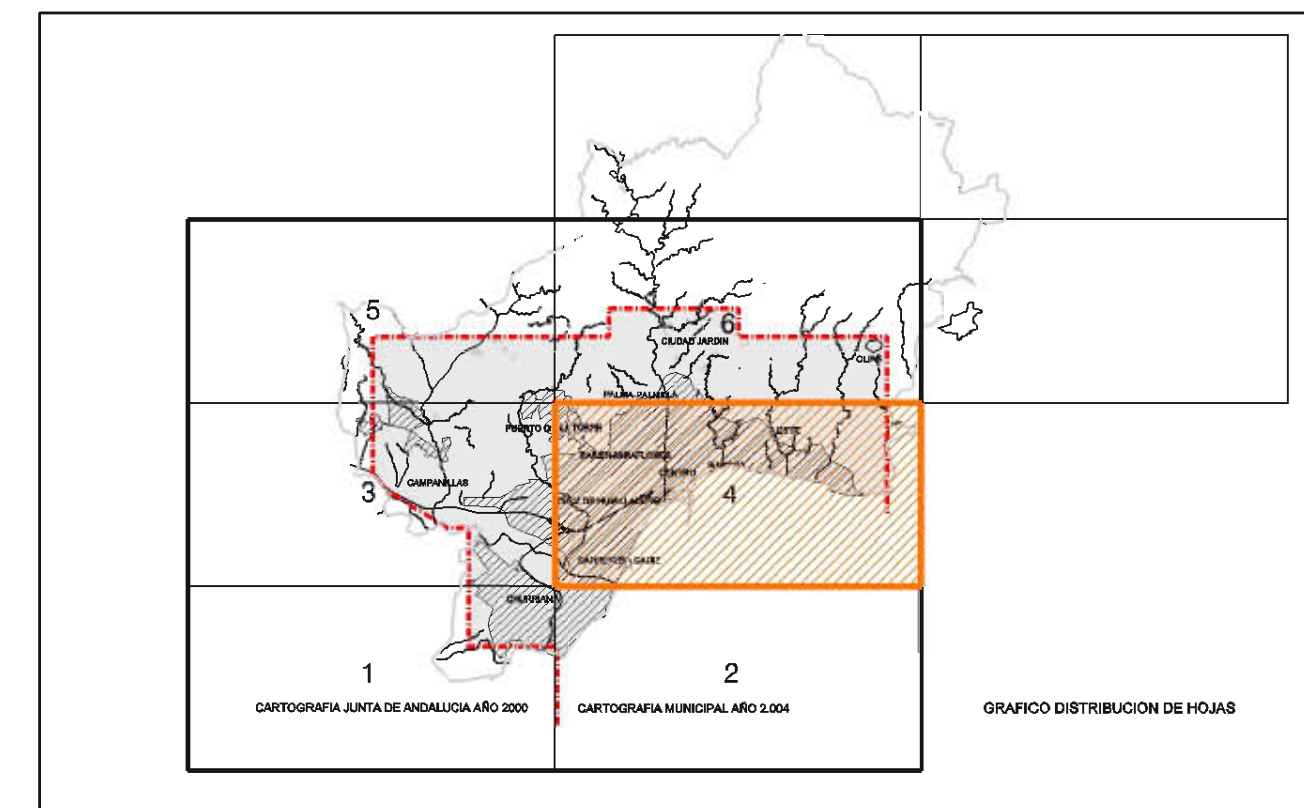 5
6
CIUDAD JARDIN
PALMA-PALMILLA
PUERTO DE LA TORRE
ESTE
CENTRO
3
CAMPANILLAS
4
CHURRIANA
1
2
CARTOGRAFIA JUNTA DE ANDALUCIA AÑO 2000
CARTOGRAFIA MUNICIPAL AÑO 2.004
GRAFICO DISTRIBUCION DE HOJAS